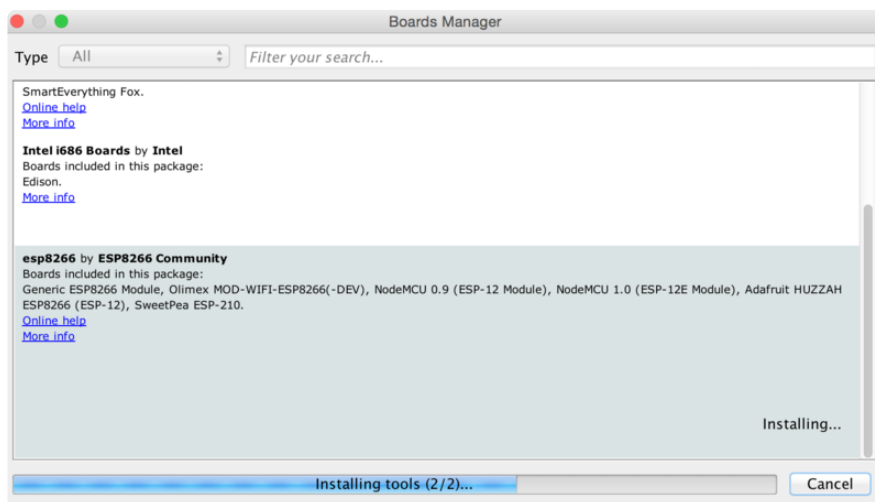 Boards Manager
Type All Filter your search...
SmartEverything Fox.
Online help
More info
Intel i686 Boards by Intel
Boards included in this package:
Edison.
More info
esp8266 by ESP8266 Community
Boards included in this package:
Generic ESP8266 Module, Olimex MOD-WIFI-ESP8266(-DEV), NodeMCU 0.9 (ESP-12 Module), NodeMCU 1.0 (ESP-12E Module), Adafruit HUZZAH
ESP8266 (ESP-12), SweetPea ESP-210.
Online help
More info
Installing...
Installing tools (2/2)... Cancel